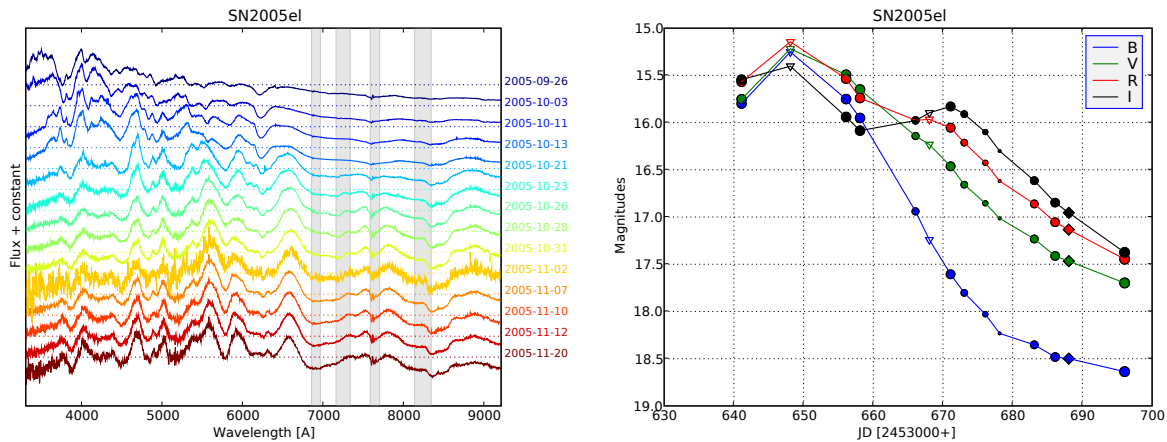 SN2005el
Flux + constant
2005-09-26
2005-10-03
2005-10-11
2005-10-13
2005-10-21
2005-10-23
2005-10-26
2005-10-28
2005-10-31
2005-11-02
2005-11-07
2005-11-10
2005-11-12
2005-11-20
4000 5000 6000 7000 8000 9000
Wavelength [A]
SN2005el
Magnitudes
15.0
15.5
16.0
16.5
17.0
17.5
18.0
18.5
19.0
B
V
R
I
630 640 650 660 670 680 690 700
JD [2453000+]